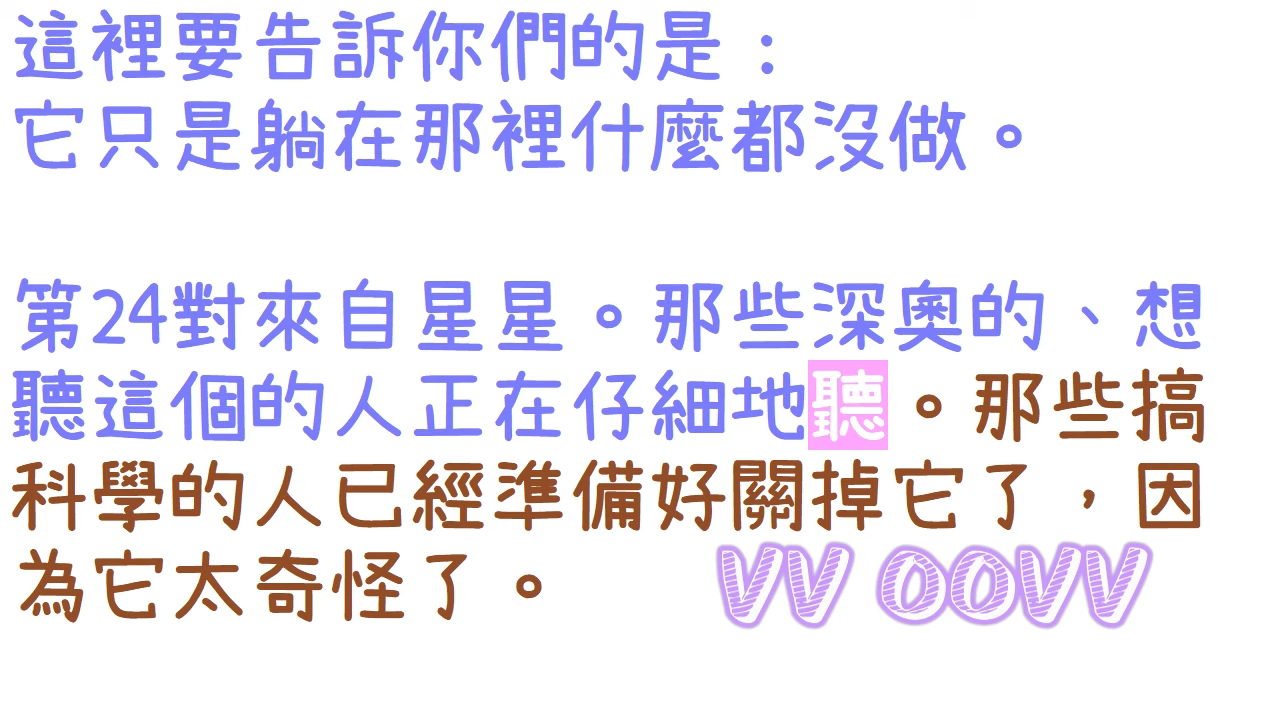 這裡要告訴你們的是：
它只是躺在那裡什麼都沒做。
第24對來自星星。那些深奧的、想
聽這個的人正在仔細地聽。那些搞
科學的人已經準備好關掉它了，因
為它太奇怪了。
VV OOVV